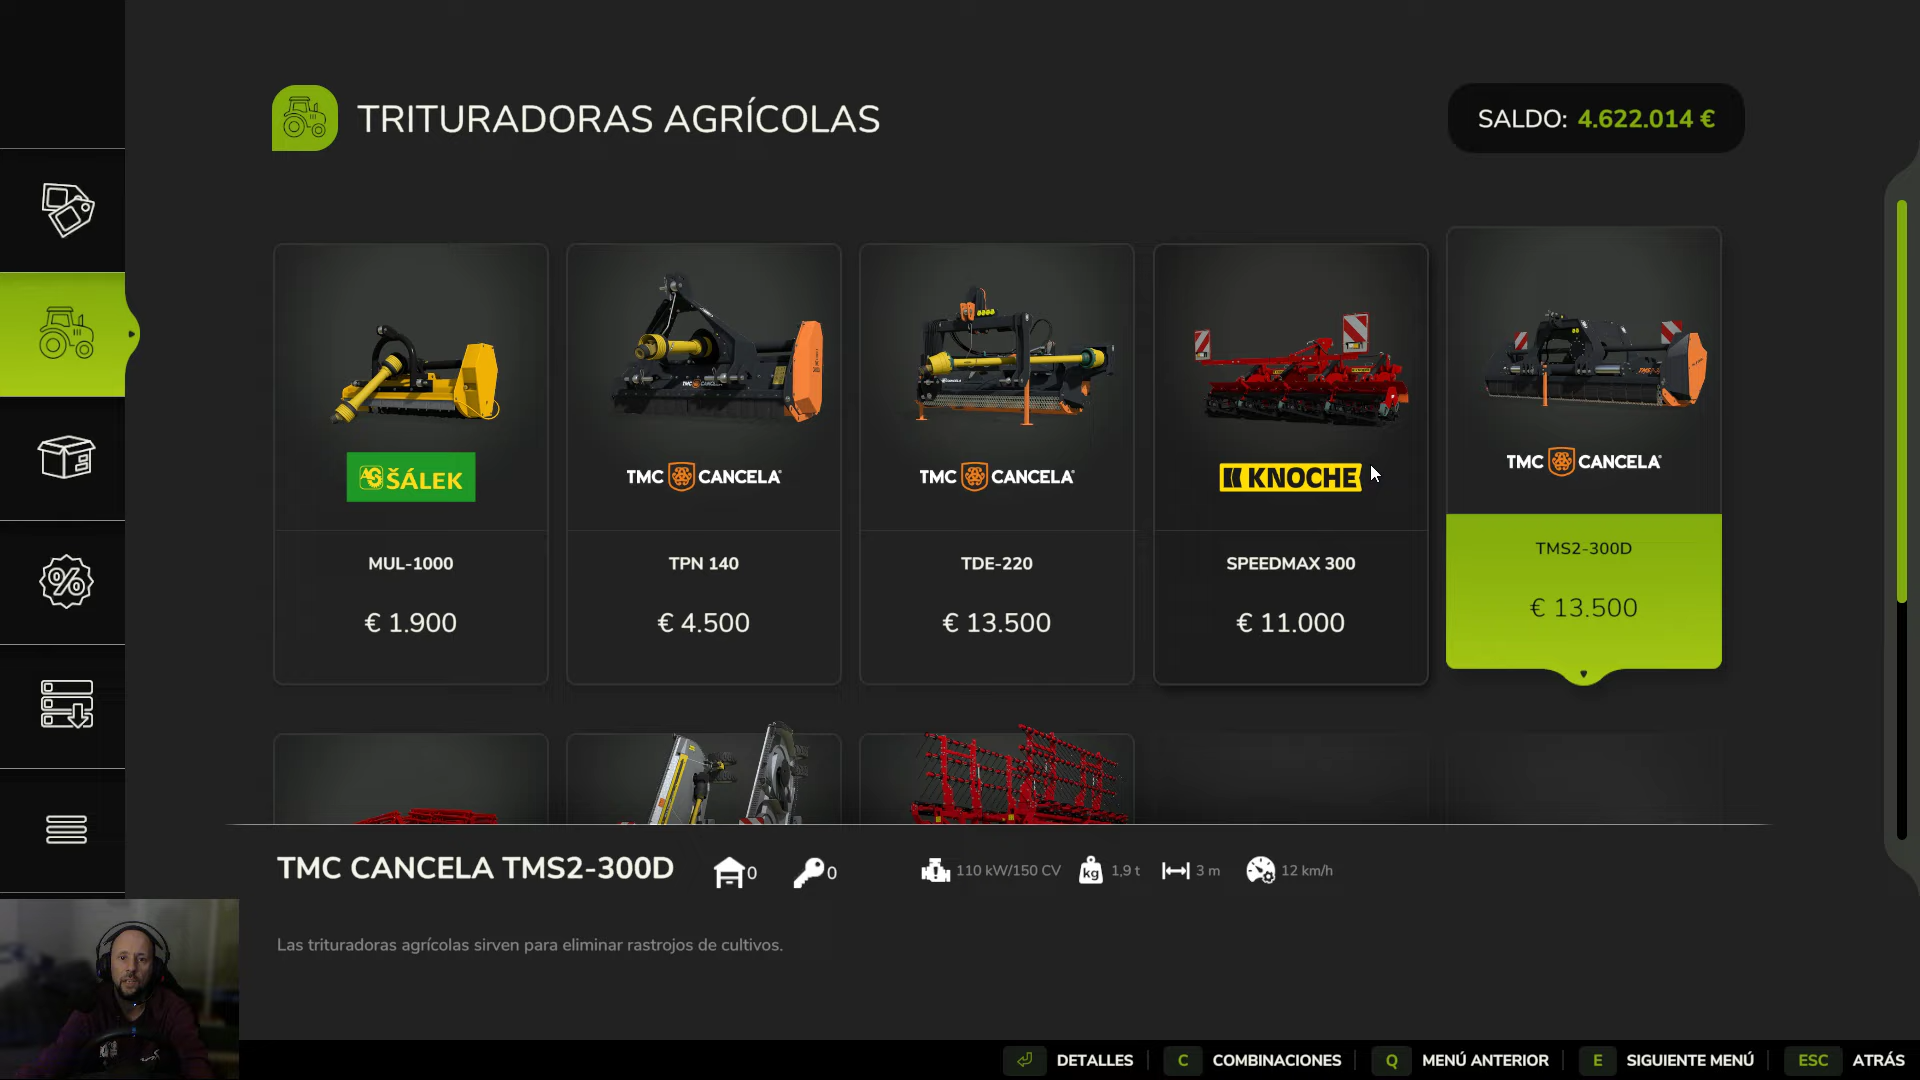 TRITURADORAS AGRÍCOLAS
SALDO: 4.622.014 €
AGS ŠÁLEK
TMC CANCELA
TMC CANCELA
KNOCHE
TMC CANCELA
MUL-1000
TPN 140
TDE-220
SPEEDMAX 300
TMS2-300D
€ 1.900
€ 4.500
€ 13.500
€ 11.000
€ 13.500
TMC CANCELA TMS2-300D
0
0
110 kW/150 CV
kg
1,9 t
3 m
12 km/h
Las trituradoras agrícolas sirven para eliminar rastrojos de cultivos.
DETALLES
C COMBINACIONES
Q MENÚ ANTERIOR
E SIGUIENTE MENÚ
ESC ATRÁS